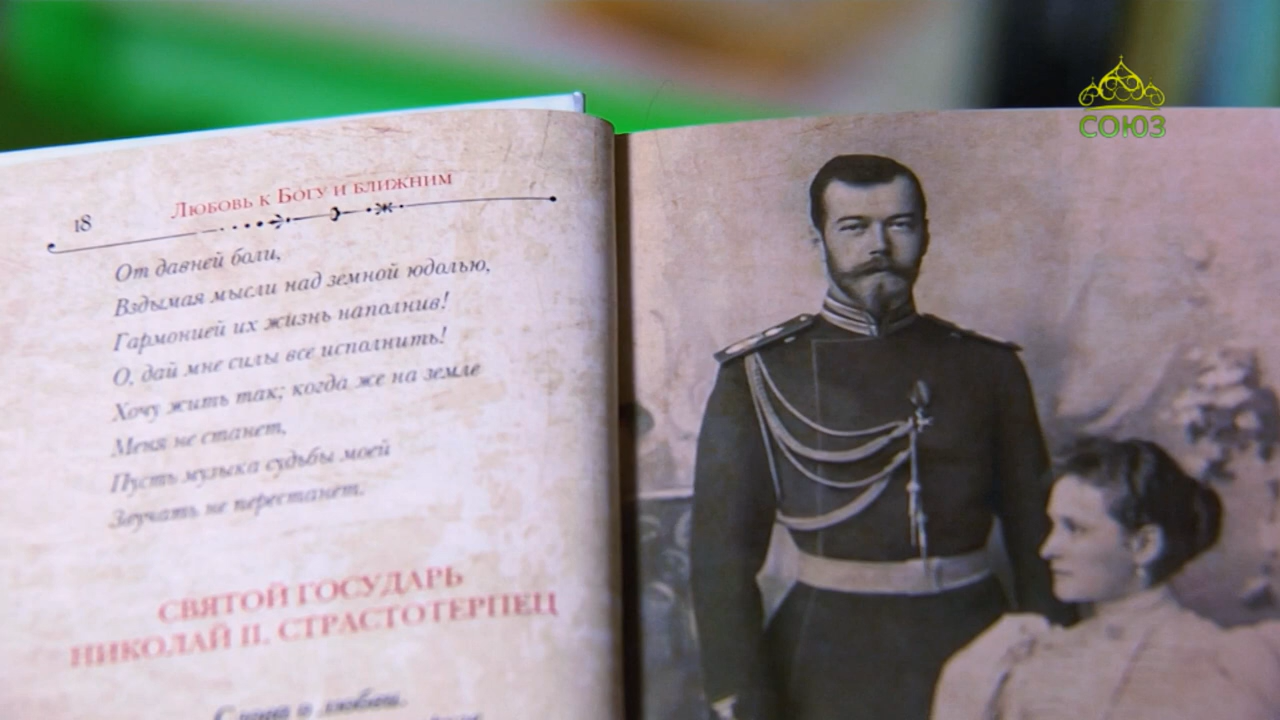 СОЮЗ
18
Любовь к Богу и ближним
От давней боли,
Вздымая мысли над земной юдолью,
Гармонией их жизнь наполнив!
О, дай мне силы все исполнить!
Хочу жить так; когда же на земле
Меня не станет,
Пусть музыка судьбы моей
Звучать не перестанет.
СВЯТОЙ ГОСУДАРЬ
НИКОЛАЙ II. СТРАСТОТЕРПЕЦ
о любви.